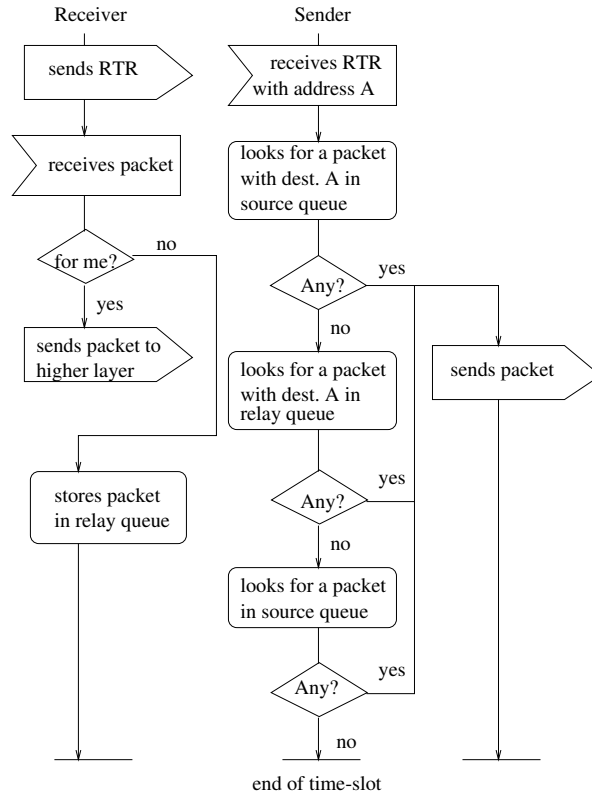 Receiver
sends RTR
receives packet
for me?
no
yes
sends packet to
higher layer
stores packet
in relay queue
Sender
receives RTR
with address A
looks for a packet
with dest. A in
source queue
Any?
yes
no
looks for a packet
with dest. A in
relay queue
Any?
yes
no
looks for a packet
in source queue
Any?
yes
no
sends packet
end of time-slot